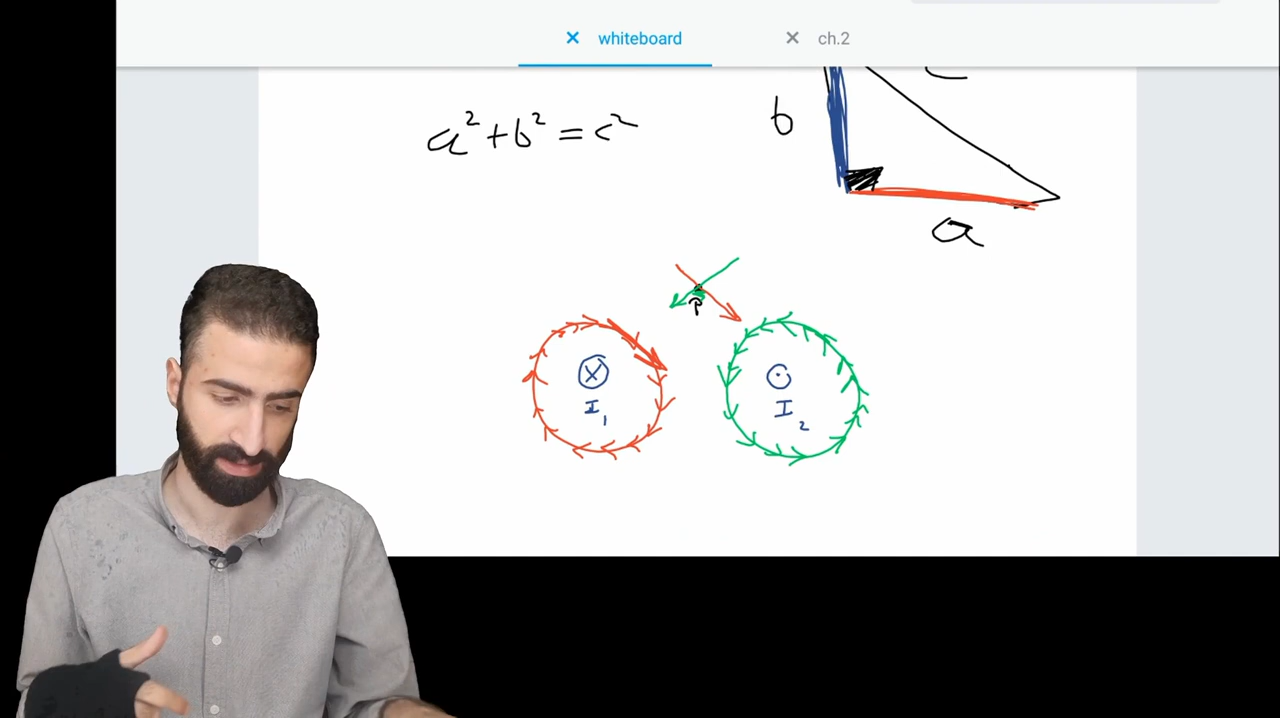 × whiteboard × ch.2
c
b
a² + b² = c²
a
P
I₁ I₂